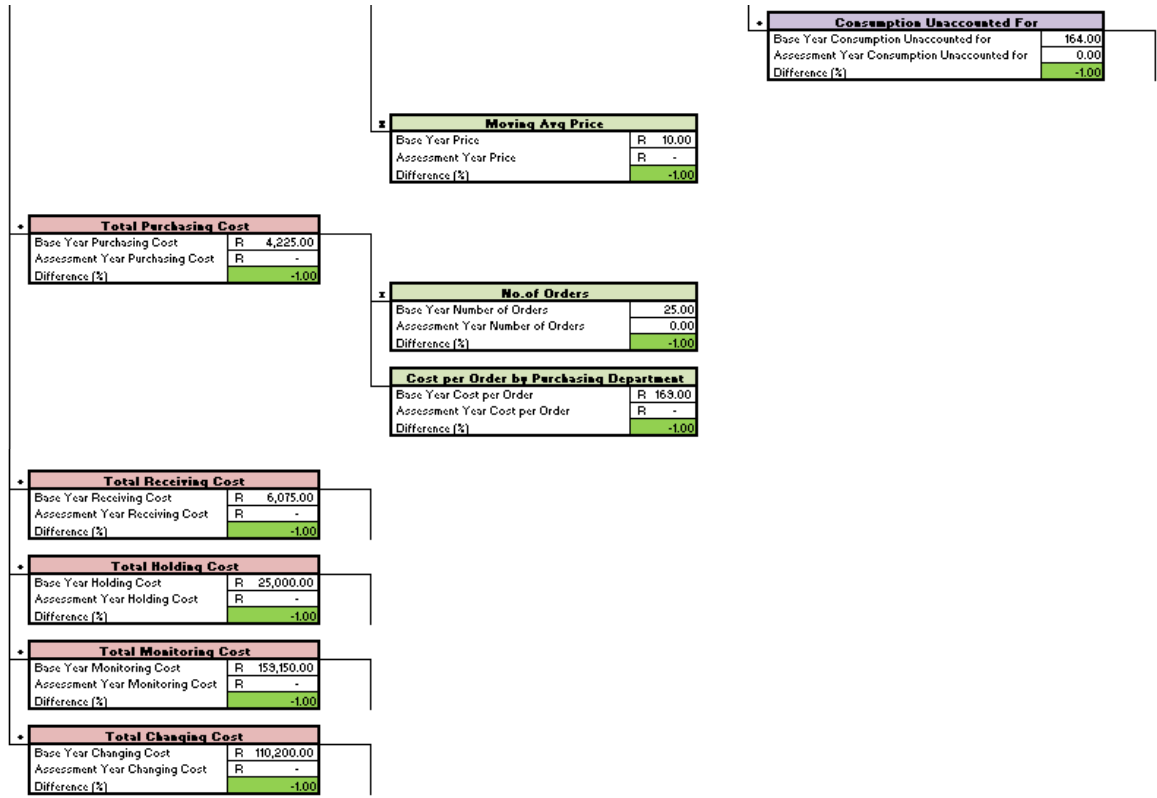 + Consumption Unaccounted For
Base Year Consumption Unaccounted for 164.00
Assessment Year Consumption Unaccounted for 0.00
Difference (%) -1.00
x Moving Avg Price
Base Year Price R 10.00
Assessment Year Price R -
Difference (%) -1.00
+ Total Purchasing Cost
Base Year Purchasing Cost R 4,225.00
Assessment Year Purchasing Cost R -
Difference (%) -1.00
x No.of Orders
Base Year Number of Orders 25.00
Assessment Year Number of Orders 0.00
Difference (%) -1.00
Cost per Order by Purchasing Department
Base Year Cost per Order R 169.00
Assessment Year Cost per Order R -
Difference (%) -1.00
+ Total Receiving Cost
Base Year Receiving Cost R 6,075.00
Assessment Year Receiving Cost R -
Difference (%) -1.00
+ Total Holding Cost
Base Year Holding Cost R 25,000.00
Assessment Year Holding Cost R -
Difference (%) -1.00
+ Total Monitoring Cost
Base Year Monitoring Cost R 159,150.00
Assessment Year Monitoring Cost R -
Difference (%) -1.00
+ Total Changing Cost
Base Year Changing Cost R 110,200.00
Assessment Year Changing Cost R -
Difference (%) -1.00